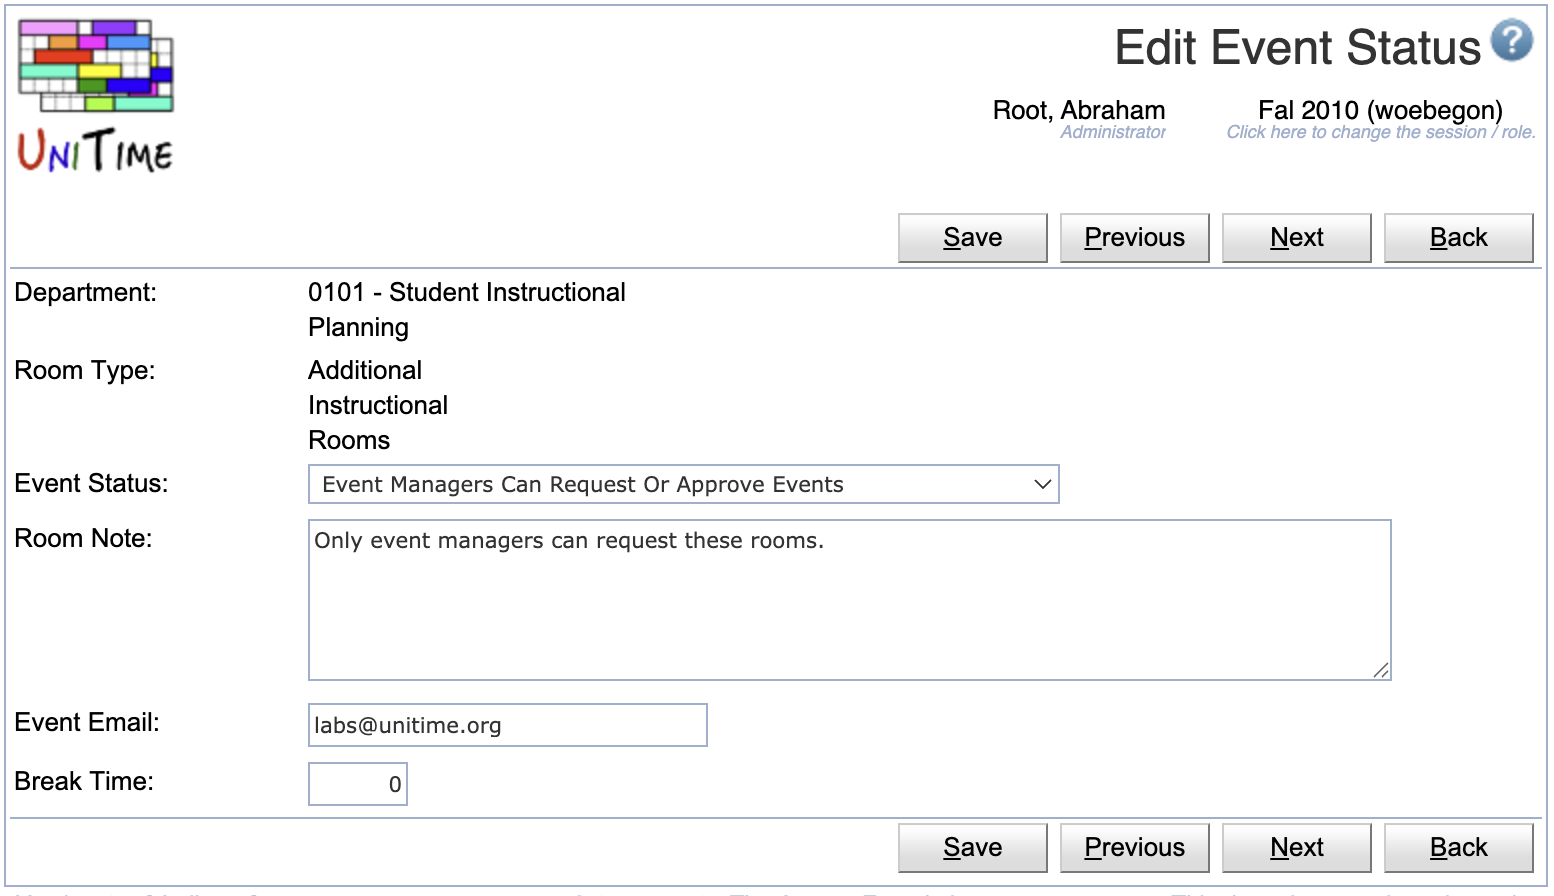 Edit Event Status ?
Root, Abraham Fal 2010 (woebegon)
Administrator Click here to change the session / role.
UNITIME
Save Previous Next Back
Department: 0101 - Student Instructional
Planning
Room Type: Additional
Instructional
Rooms
Event Status: Event Managers Can Request Or Approve Events
Room Note: Only event managers can request these rooms.
Event Email: labs@unitime.org
Break Time: 0
Save Previous Next Back